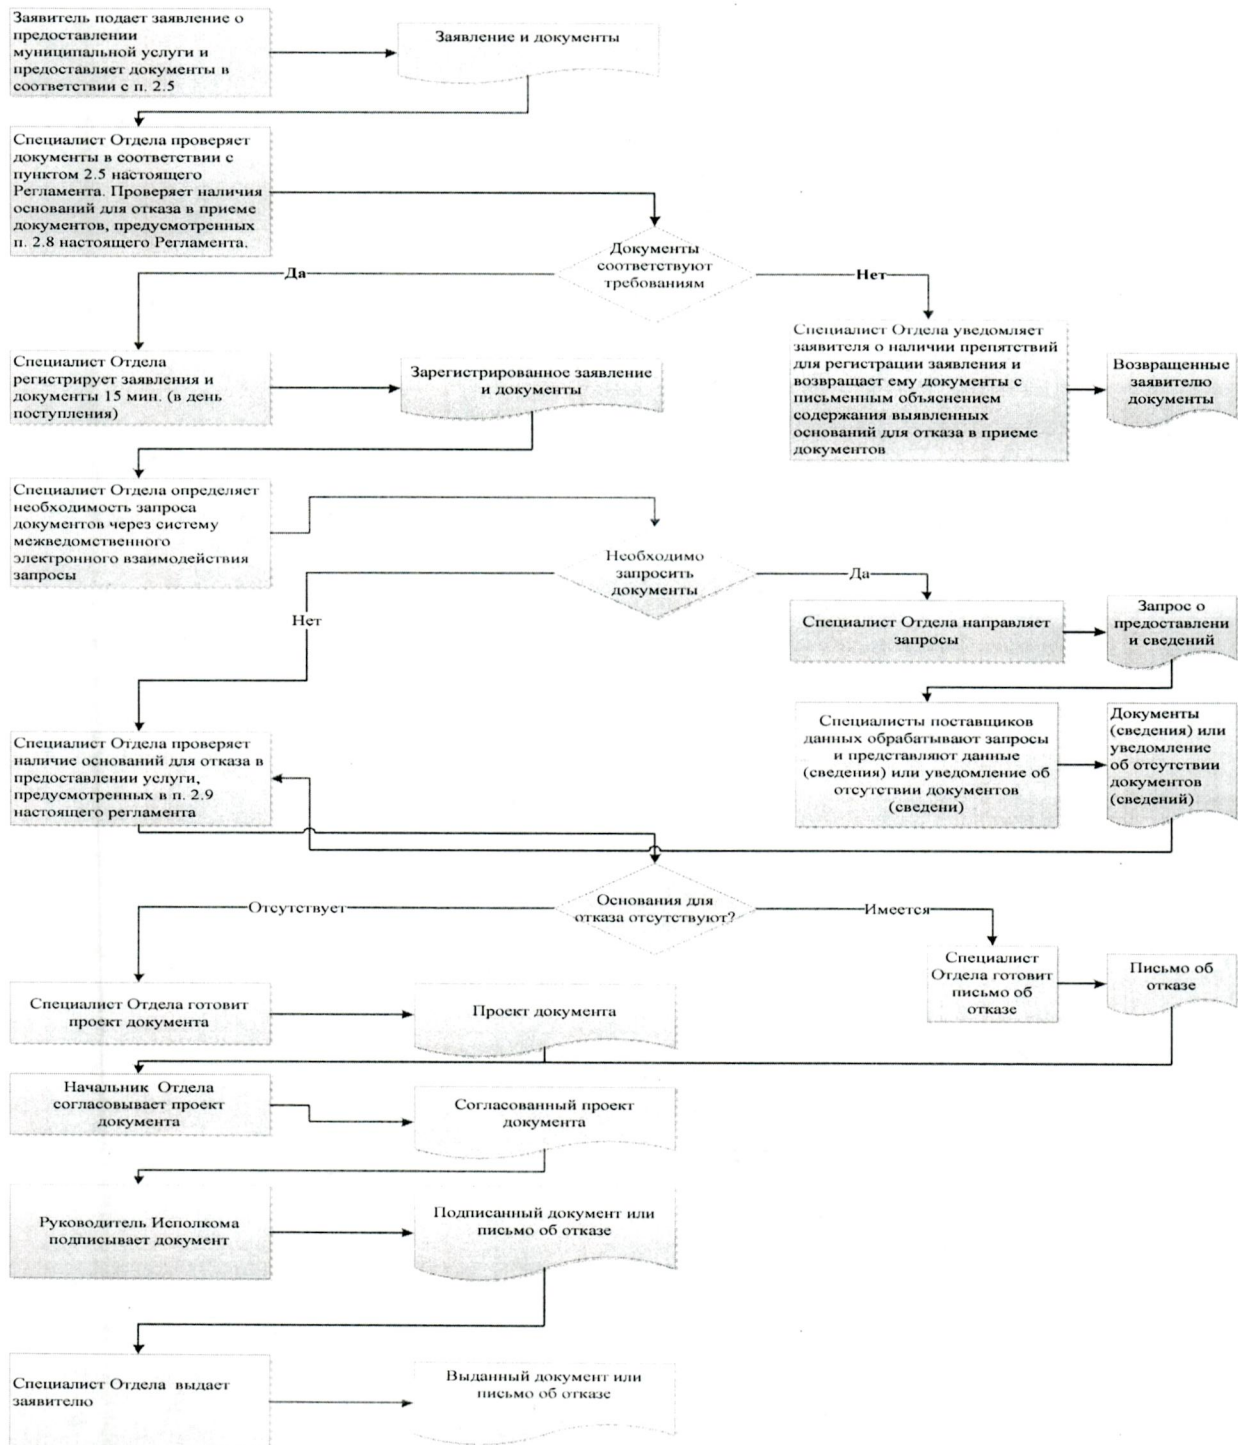 Заявитель подает заявление о
предоставлении
муниципальной услуги и
предоставляет документы в
соответствии с п. 2.5
Заявление и документы
Специалист Отдела проверяет
документы в соответствии с
пунктом 2.5 настоящего
Регламента. Проверяет наличия
оснований для отказа в приеме
документов, предусмотренных
п. 2.8 настоящего Регламента.
Документы
соответствуют
требованиям
Да
Нет
Специалист Отдела
регистрирует заявления и
документы 15 мин. (в день
поступления)
Зарегистрированное заявление
и документы
Специалист Отдела уведомляет
заявителя о наличии препятствий
для регистрации заявления и
возвращает ему документы с
письменным объяснением
содержания выявленных
оснований для отказа в приеме
документов
Возвращенные
заявителю
документы
Специалист Отдела определяет
необходимость запроса
документов через систему
межведомственного
электронного взаимодействия
запросы
Необходимо
запросить
документы
Нет
Да
Специалист Отдела направляет
запросы
Запрос о
предоставлени
и сведений
Специалисты поставщиков
данных обрабатывают запросы
и представляют данные
(сведения) или уведомление об
отсутствии документов
(сведени)
Документы
(сведения) или
уведомление
об отсутствии
документов
(сведений)
Специалист Отдела проверяет
наличие оснований для отказа в
предоставлении услуги,
предусмотренных в п. 2.9
настоящего регламента
Основания для
отказа отсутствуют?
Отсутствует
Имеется
Специалист
Отдела готовит
письмо об
отказе
Письмо об
отказе
Специалист Отдела готовит
проект документа
Проект документа
Начальник Отдела
согласовывает проект
документа
Согласованный проект
документа
Руководитель Исполкома
подписывает документ
Подписанный документ или
письмо об отказе
Специалист Отдела выдает
заявителю
Выданный документ или
письмо об отказе